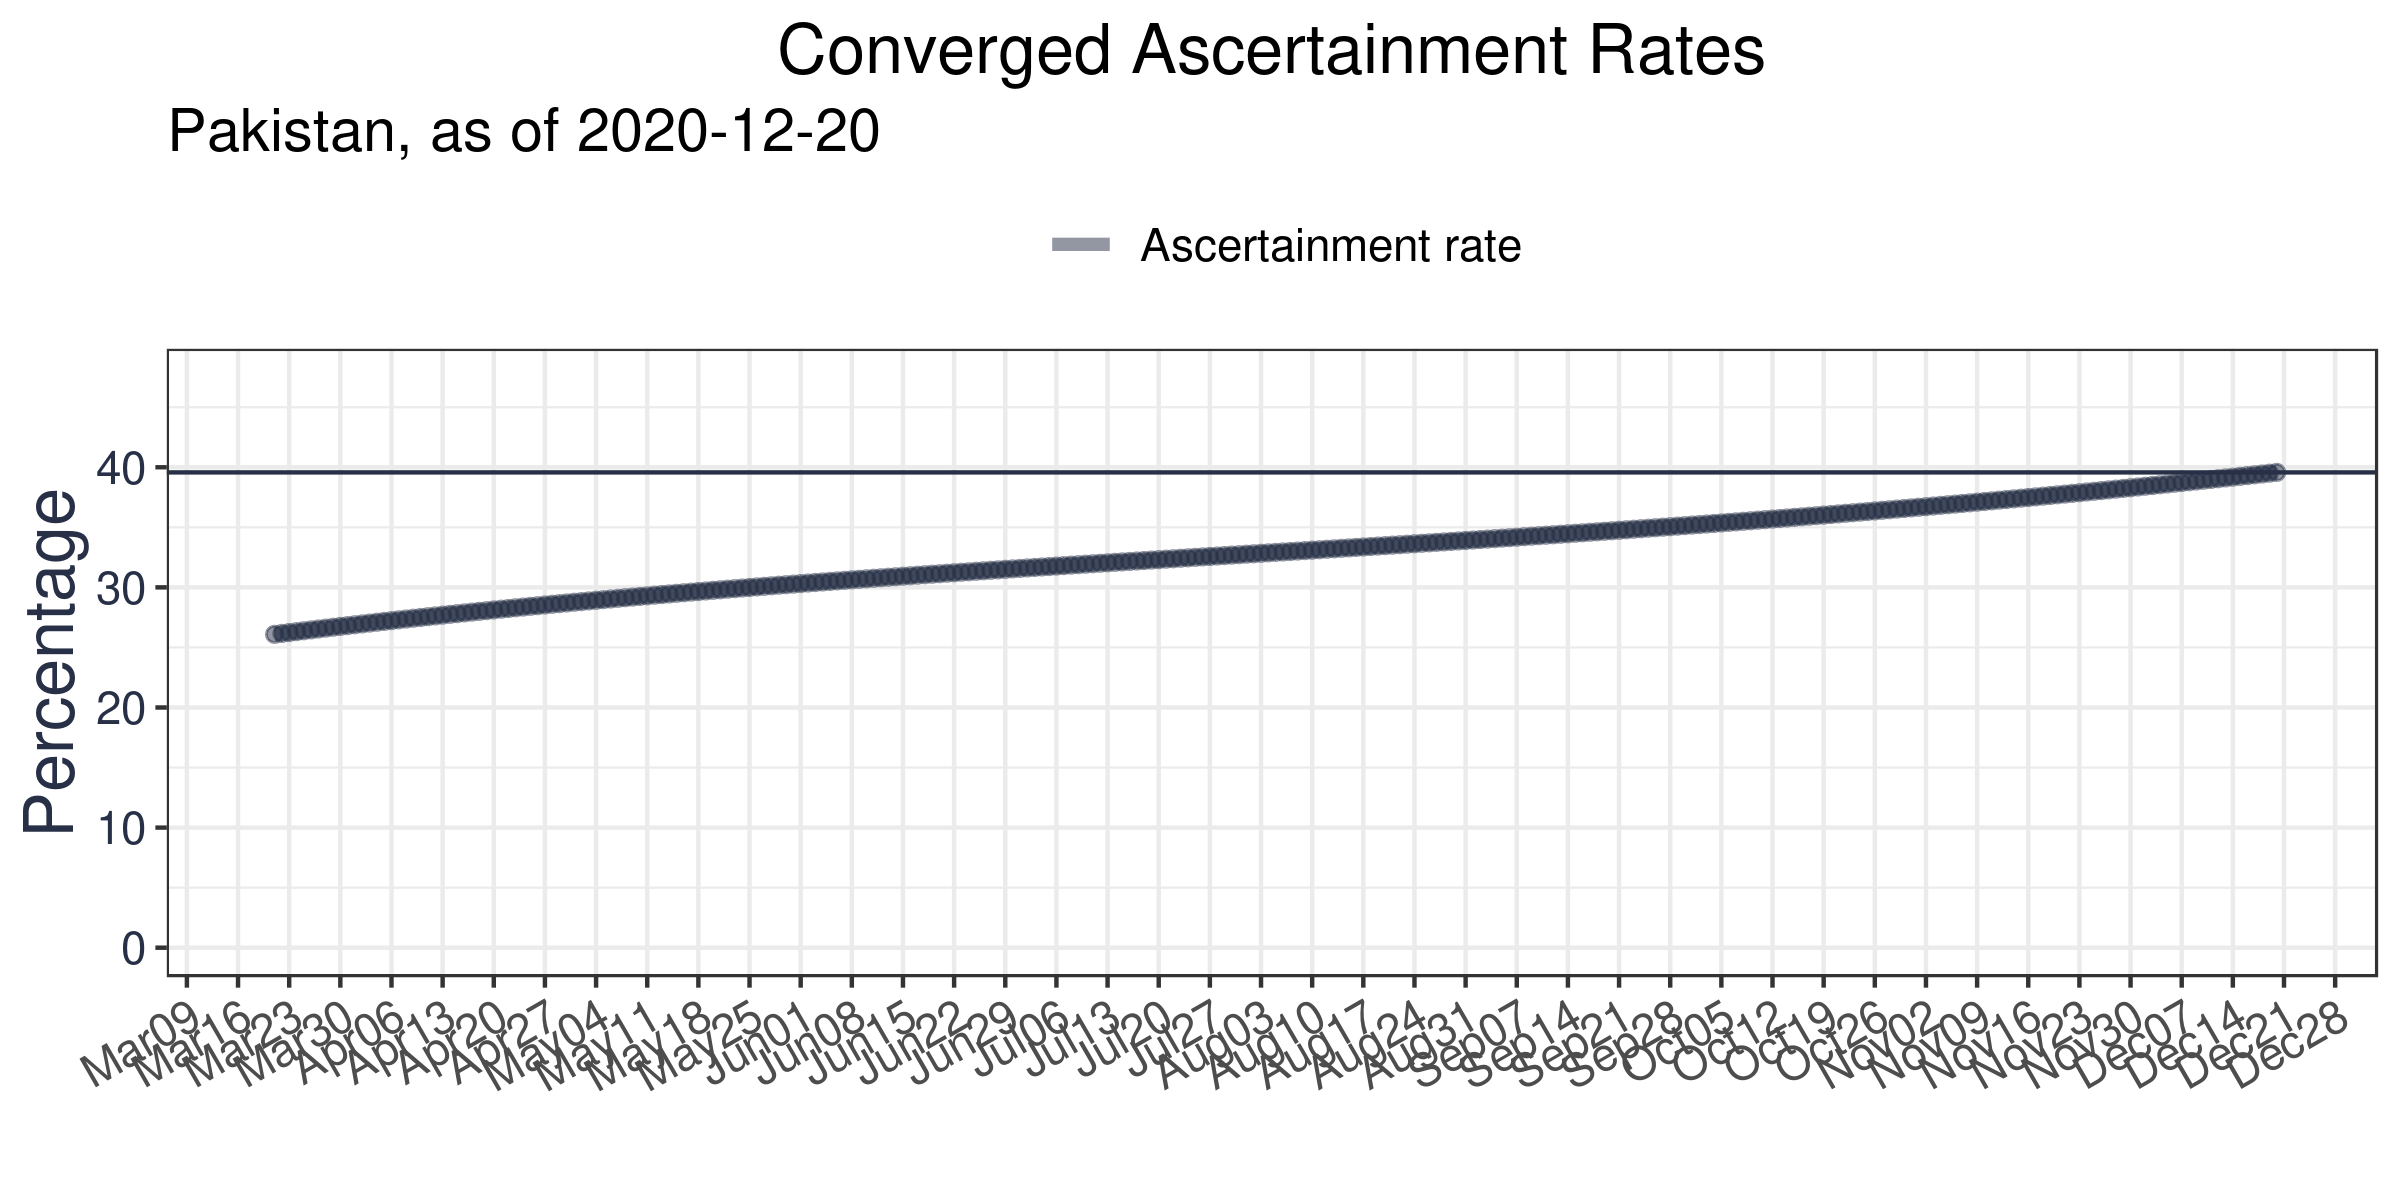 Converged Ascertainment Rates
Pakistan, as of 2020-12-20
Ascertainment rate
Percentage
40
30
20
10
0
Mar09
Mar16
Mar23
Mar30
Apr06
Apr13
Apr20
Apr27
May04
May11
May18
May25
Jun01
Jun08
Jun15
Jun22
Jun29
Jul06
Jul13
Jul20
Jul27
Aug03
Aug10
Aug17
Aug24
Aug31
Sep07
Sep14
Sep21
Sep28
Oct05
Oct12
Oct19
Oct26
Nov02
Nov09
Nov16
Nov23
Nov30
Dec07
Dec14
Dec21
Dec28